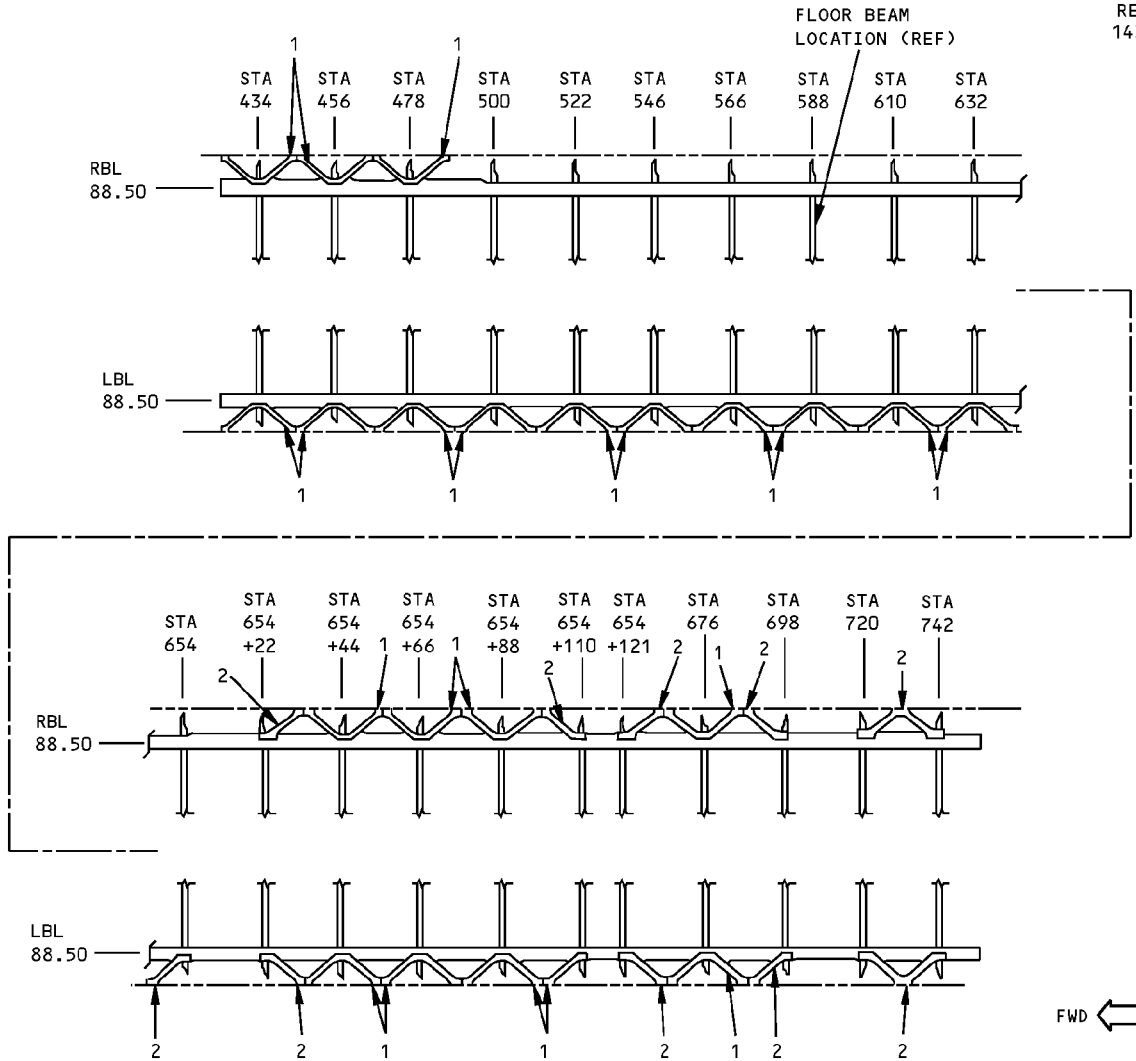 FLOOR BEAM
LOCATION (REF)
1 1
STA STA STA STA STA STA STA STA STA STA
434 456 478 500 522 546 566 588 610 632
RBL
88.50
LBL
88.50
1 1 1 1 1
STA STA STA STA STA STA STA STA STA STA STA
654 654 654 654 654 654 654 676 698 720 742
+22 +44 +66 +88 +110 +121
2 1 1 2 2 1 2 2
RBL
88.50
LBL
88.50
FWD
2 2 1 1 2 1 2 2